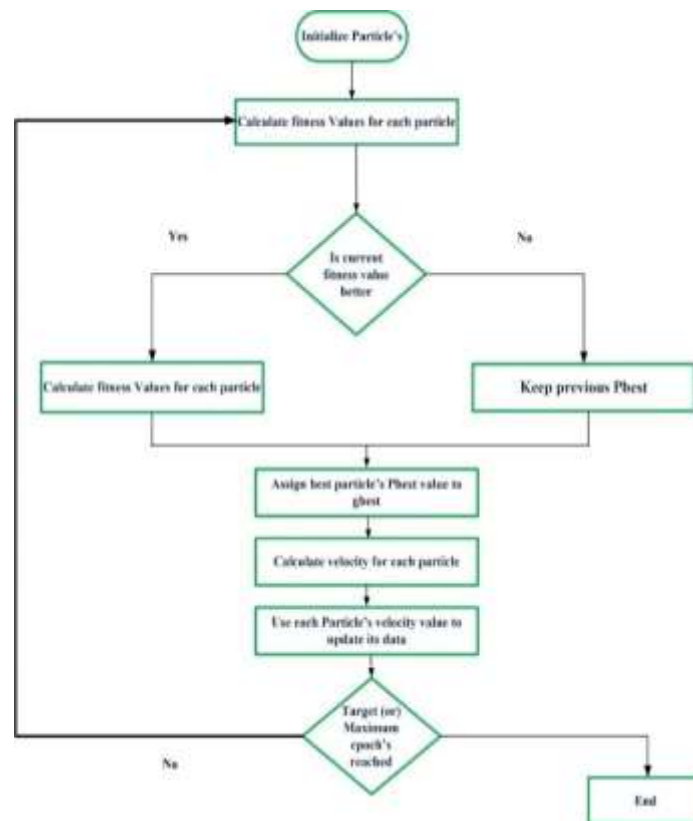 Initialize Particle's
Calculate fitness Values for each particle
Yes
No
Is current
fitness value
better
Calculate fitness Values for each particle
Keep previous Pbest
Assign best particle's Pbest value to
gbest
Calculate velocity for each particle
Use each Particle's velocity value to
update its data
Target (or)
Maximum
epoch's
reached
No
End